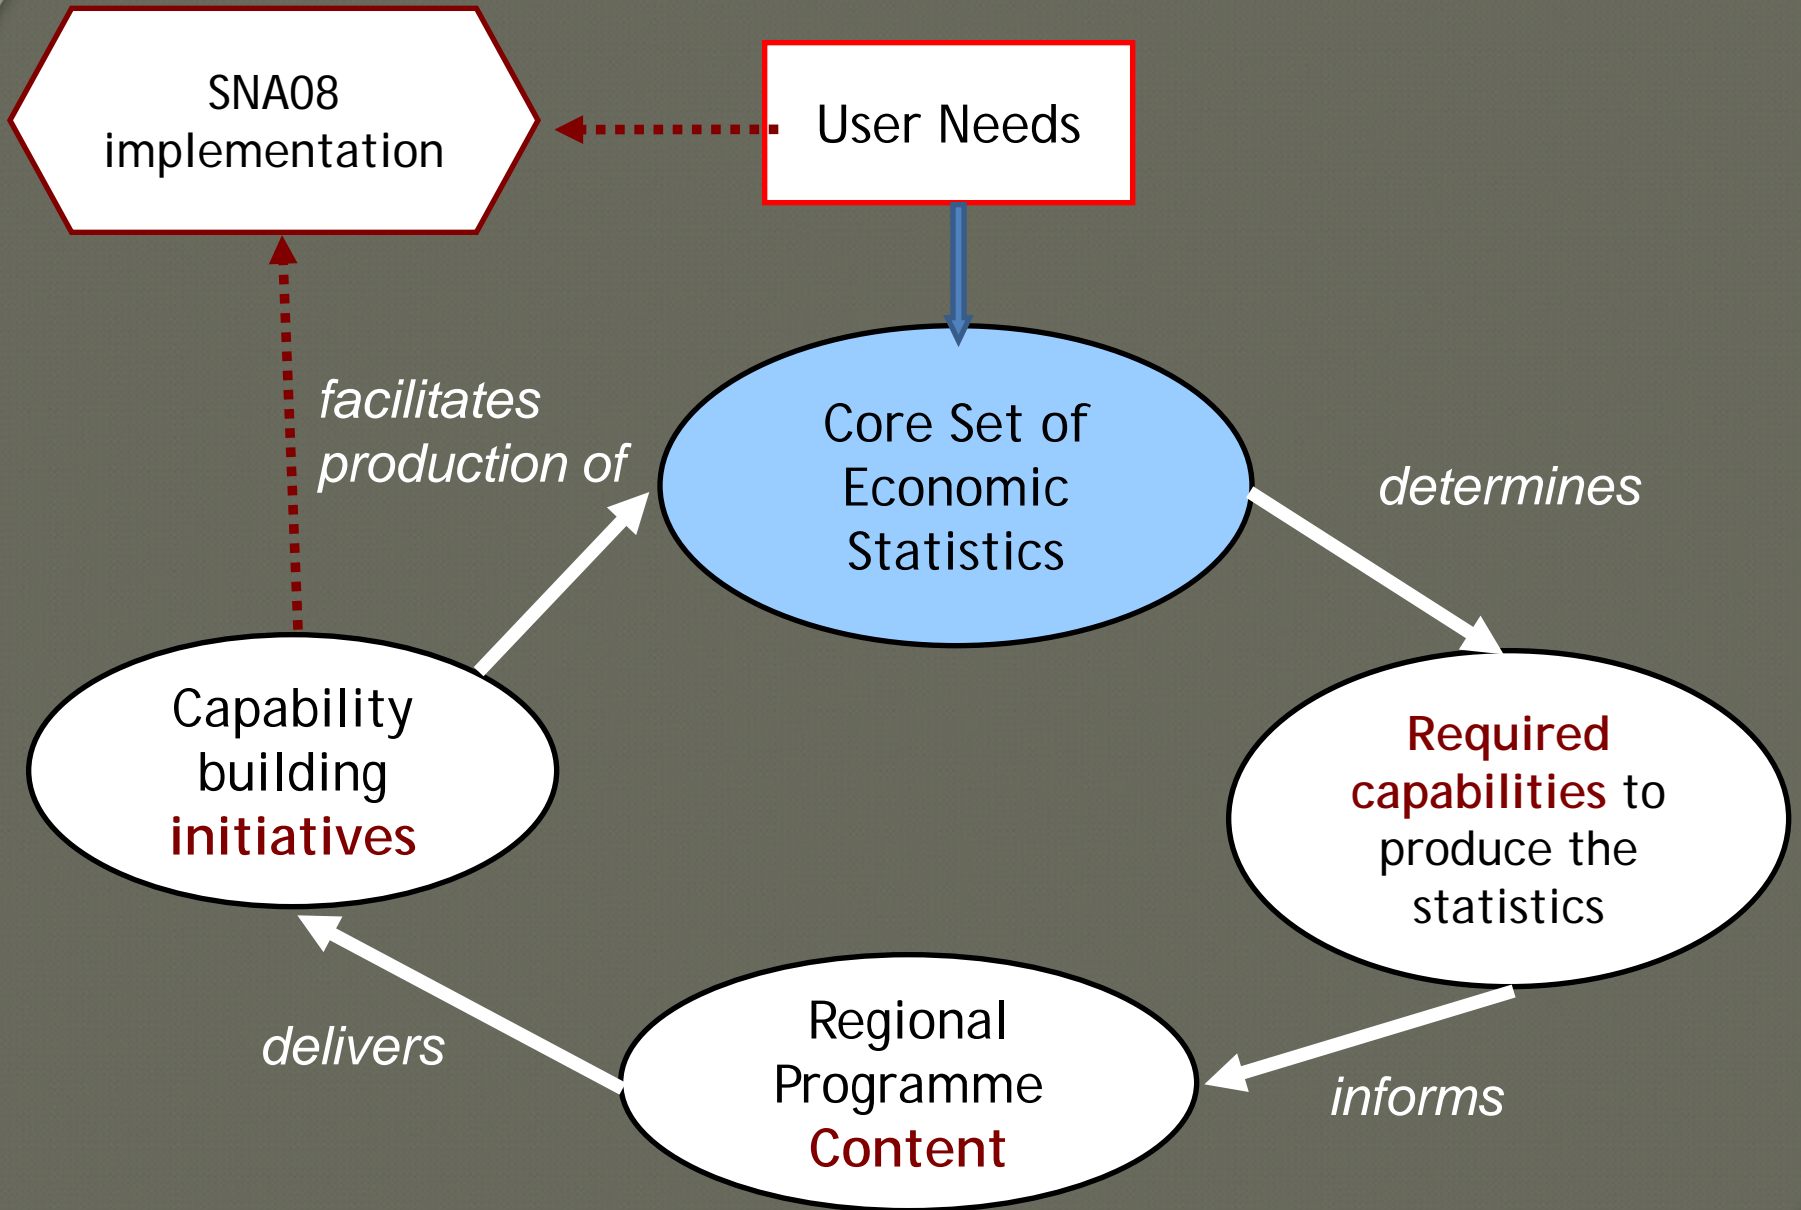 SNA08
implementation
User Needs
facilitates
production of
Core Set of
Economic
Statistics
determines
Capability
building
initiatives
Required
capabilities to
produce the
statistics
delivers
Regional
Programme
Content
informs